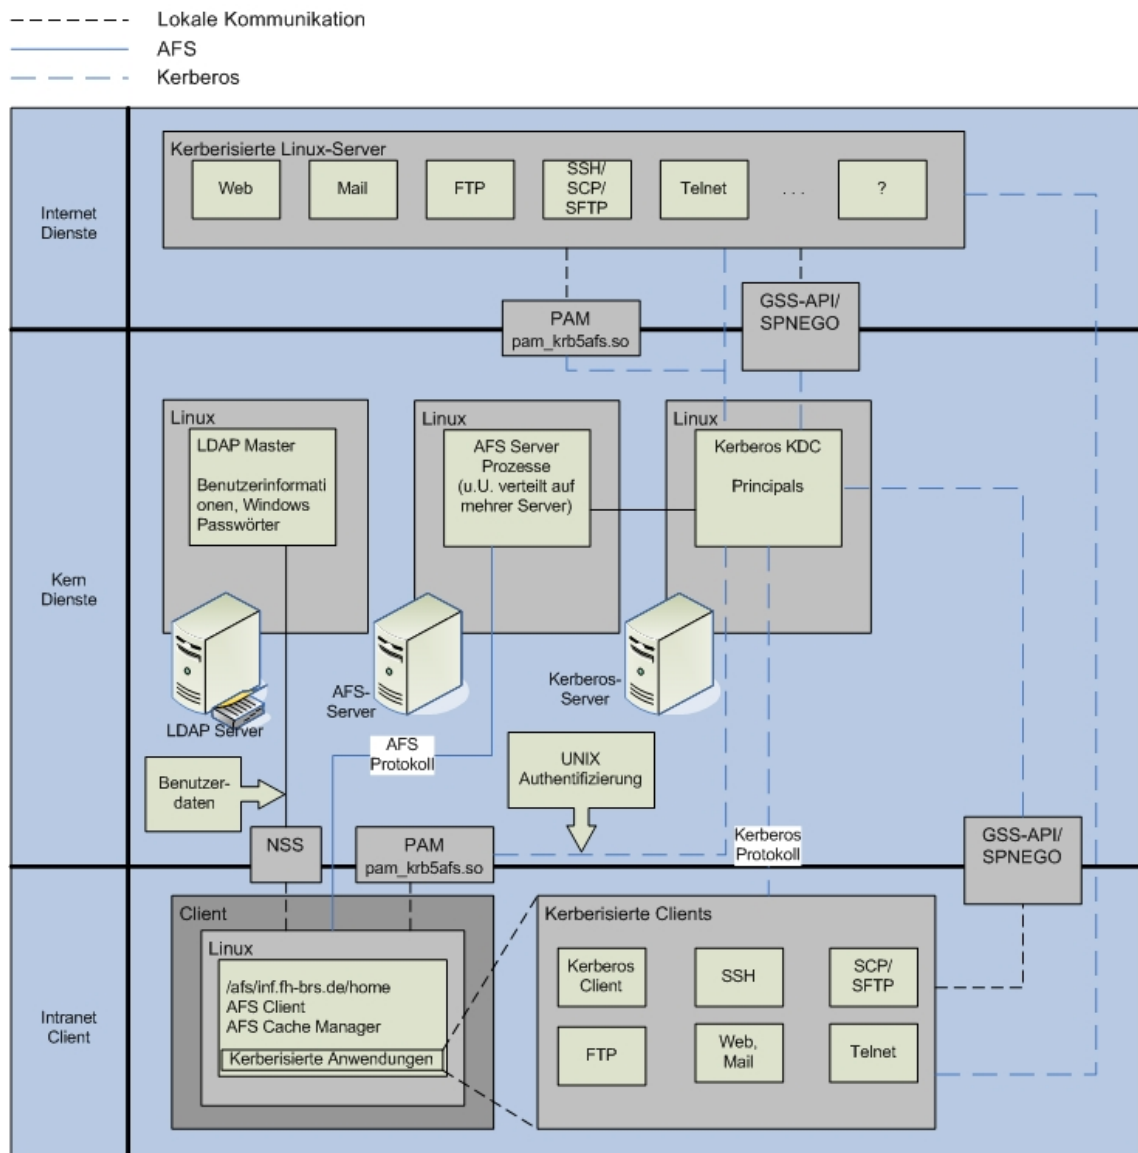 Lokale Kommunikation
AFS
Kerberos
Internet
Dienste
Kerberisierte Linux-Server
Web
Mail
FTP
SSH/
SCP/
SFTP
Telnet
. . .
?
PAM
pam_krb5afs.so
GSS-API/
SPNEGO
Kern
Dienste
Linux
LDAP Master
Benutzerinformati
onen, Windows
Passwörter
LDAP Server
Linux
AFS Server
Prozesse
(u.U. verteilt auf
mehrer Server)
AFS-
Server
Linux
Kerberos KDC
Principals
Kerberos-
Server
AFS
Protokoll
UNIX
Authentifizierung
Benutzer-
daten
NSS
PAM
pam_krb5afs.so
Kerberos
Protokoll
GSS-API/
SPNEGO
Intranet
Client
Client
Linux
/afs/inf.fh-brs.de/home
AFS Client
AFS Cache Manager
Kerberisierte Anwendungen
Kerberisierte Clients
Kerberos
Client
SSH
SCP/
SFTP
FTP
Web,
Mail
Telnet